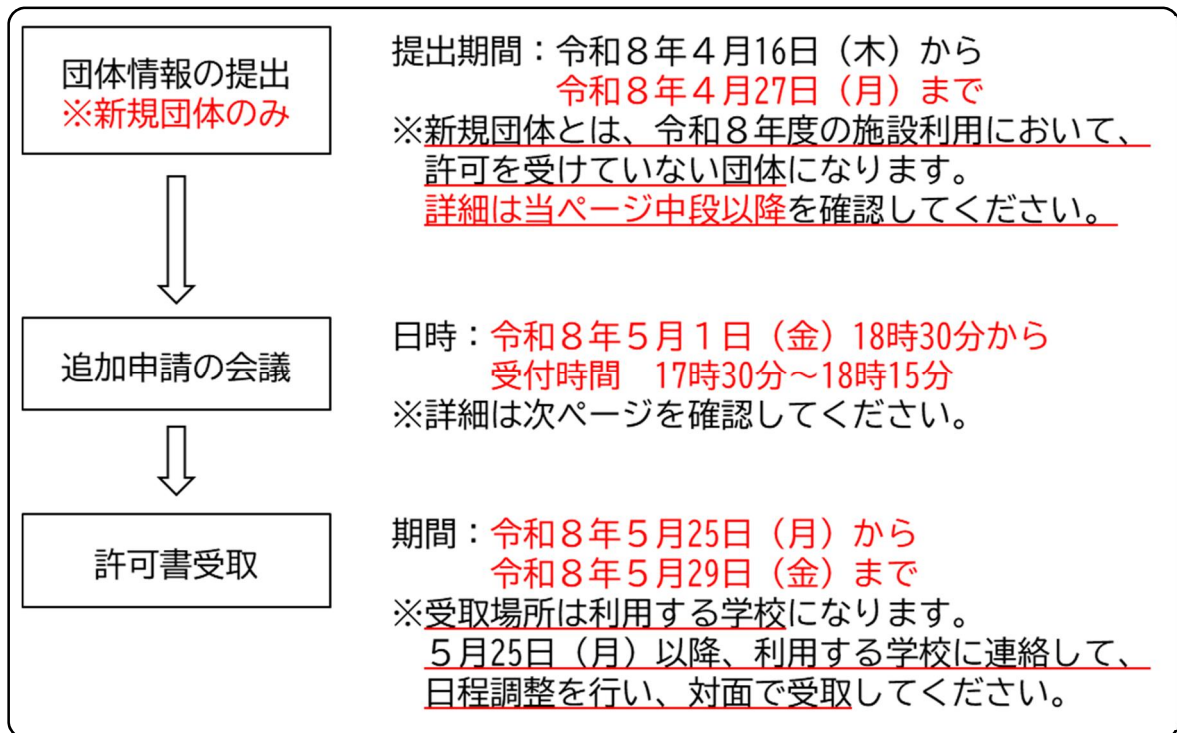 団体情報の提出
※新規団体のみ
提出期間：令和８年４月16日（木）から
令和８年４月27日（月）まで
※新規団体とは、令和８年度の施設利用において、
許可を受けていない団体になります。
詳細は当ページ中段以降を確認してください。
追加申請の会議
日時：令和８年５月１日（金）18時30分から
受付時間　17時30分～18時15分
※詳細は次ページを確認してください。
許可書受取
期間：令和８年５月25日（月）から
令和８年５月29日（金）まで
※受取場所は利用する学校になります。
５月25日（月）以降、利用する学校に連絡して、
日程調整を行い、対面で受取してください。